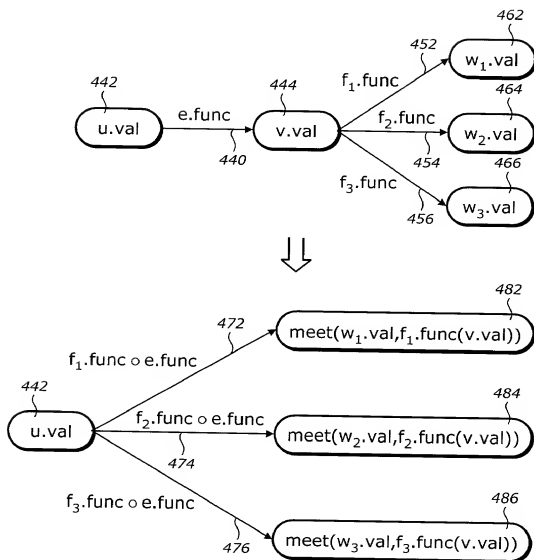 462
452
w₁.val
442
444
f₁.func
464
u.val
e.func
v.val
f₂.func
w₂.val
440
454
466
f₃.func
w₃.val
456
482
472
meet(w₁.val,f₁.func(v.val))
f₁.func ∘ e.func
442
484
u.val
f₂.func ∘ e.func
meet(w₂.val,f₂.func(v.val))
474
486
f₃.func ∘ e.func
meet(w₃.val,f₃.func(v.val))
476